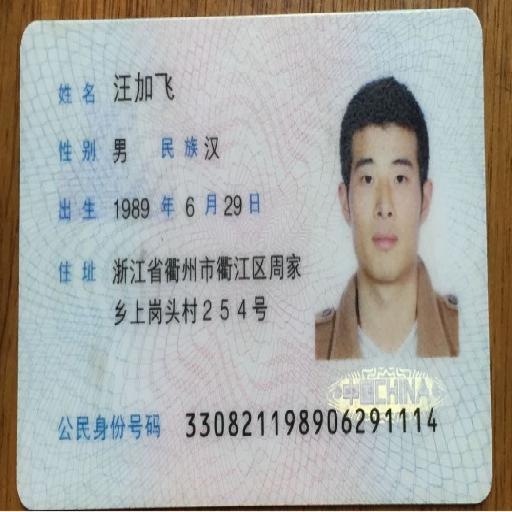 姓名 汪加飞
性别 男 民族 汉
出生 1989 年 6 月 29 日
住址 浙江省衢州市衢江区周家
乡上岗头村254号
中国CHINA
公民身份号码 330821198906291114